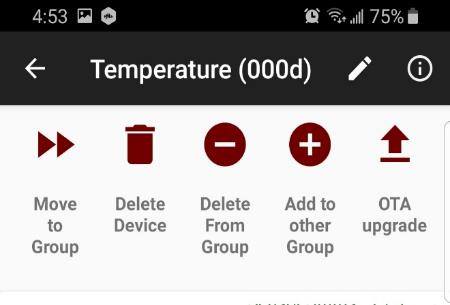 4:53 75%
Temperature (000d)
Move
to
Group
Delete
Device
Delete
From
Group
Add to
other
Group
OTA
upgrade